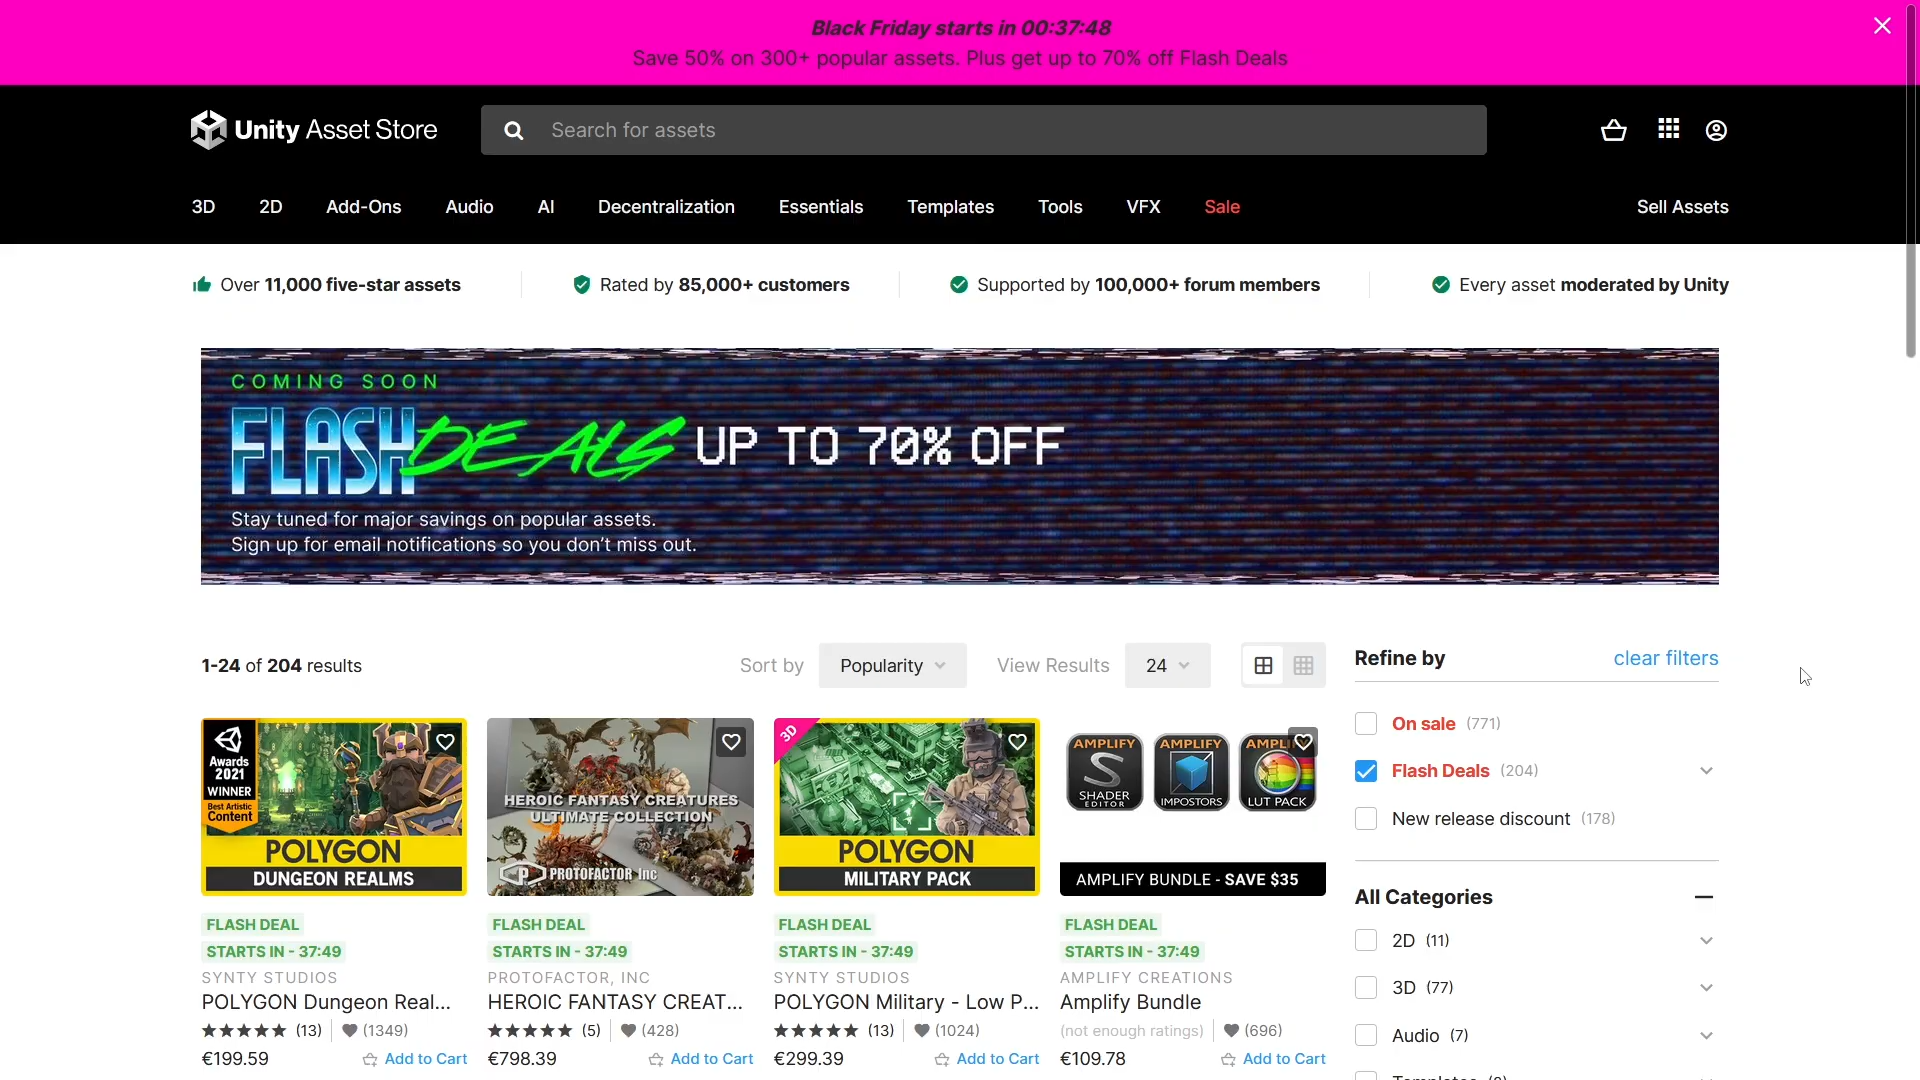 Black Friday starts in 00:37:48
Save 50% on 300+ popular assets. Plus get up to 70% off Flash Deals
Unity Asset Store
Search for assets
3D 2D Add-Ons Audio AI Decentralization Essentials Templates Tools VFX Sale Sell Assets
Over 11,000 five-star assets
Rated by 85,000+ customers
Supported by 100,000+ forum members
Every asset moderated by Unity
COMING SOON
FLASH DEALS UP TO 70% OFF
Stay tuned for major savings on popular assets.
Sign up for email notifications so you don't miss out.
1-24 of 204 results
Sort by Popularity
View Results 24
Awards
2021
WINNER
Best Artistic
Content
POLYGON
DUNGEON REALMS
FLASH DEAL
STARTS IN - 37:49
SYNTY STUDIOS
POLYGON Dungeon Real...
(13) (1349)
€199.59 Add to Cart
HEROIC FANTASY CREATURES
ULTIMATE COLLECTION
PROTOFACTOR Inc
FLASH DEAL
STARTS IN - 37:49
PROTOFACTOR, INC
HEROIC FANTASY CREAT...
(5) (428)
€798.39 Add to Cart
3D
POLYGON
MILITARY PACK
FLASH DEAL
STARTS IN - 37:49
SYNTY STUDIOS
POLYGON Military - Low P...
(13) (1024)
€299.39 Add to Cart
AMPLIFY
S
SHADER
EDITOR
AMPLIFY
IMPOSTORS
AMPLI
LUT PACK
AMPLIFY BUNDLE - SAVE $35
FLASH DEAL
STARTS IN - 37:49
AMPLIFY CREATIONS
Amplify Bundle
(not enough ratings) (696)
€109.78 Add to Cart
Refine by clear filters
On sale (771)
Flash Deals (204)
New release discount (178)
All Categories
2D (11)
3D (77)
Audio (7)